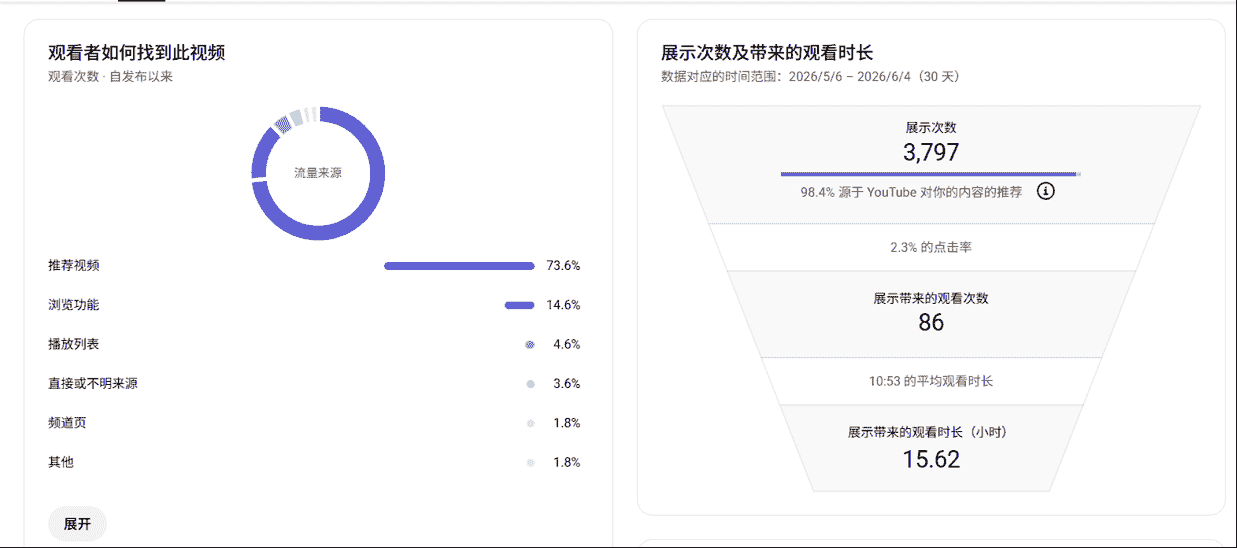 观看者如何找到此视频
观看次数 · 自发布以来
流量来源
推荐视频 73.6%
浏览功能 14.6%
播放列表 4.6%
直接或不明来源 3.6%
频道页 1.8%
其他 1.8%
展开
展示次数及带来的观看时长
数据对应的时间范围：2026/5/6 – 2026/6/4（30 天）
展示次数
3,797
98.4% 源于 YouTube 对你的内容的推荐
2.3% 的点击率
展示带来的观看次数
86
10:53 的平均观看时长
展示带来的观看时长（小时）
15.62